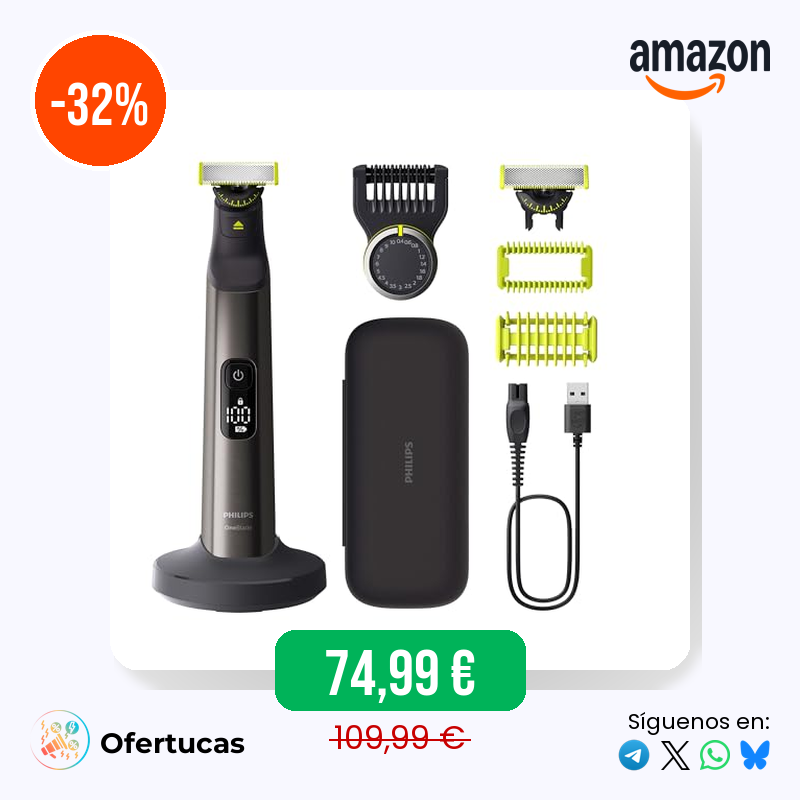 -32%
amazon
PHILIPS
OneBlade
100
PHILIPS
74,99 €
109,99 €
Ofertucas
Síguenos en: